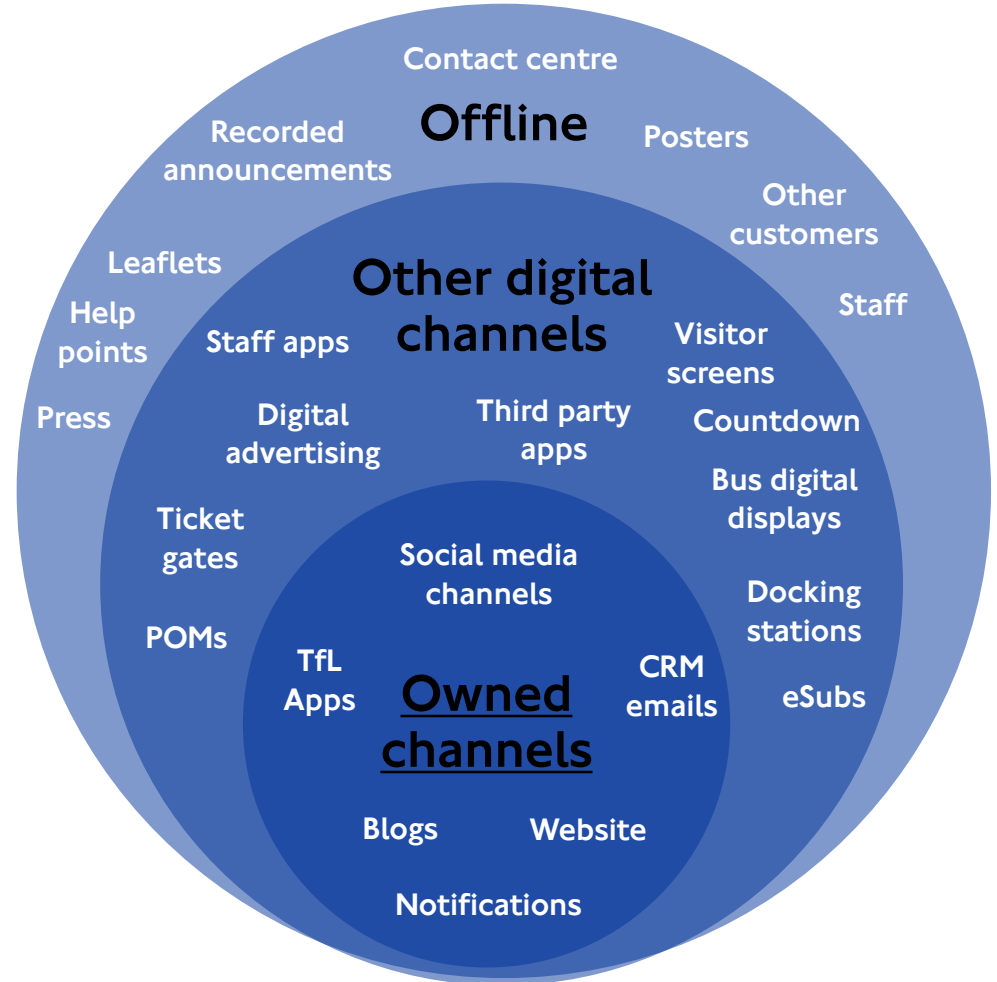 Contact centre
Offline
Recorded
announcements
Posters
Other
customers
Leaflets
Staff
Help
points
Press
Other digital
channels
Staff apps
Visitor
screens
Digital
advertising
Third party
apps
Countdown
Bus digital
displays
Ticket
gates
Docking
stations
POMs
eSubs
Social media
channels
TfL
Apps
CRM
emails
Owned
channels
Blogs
Website
Notifications